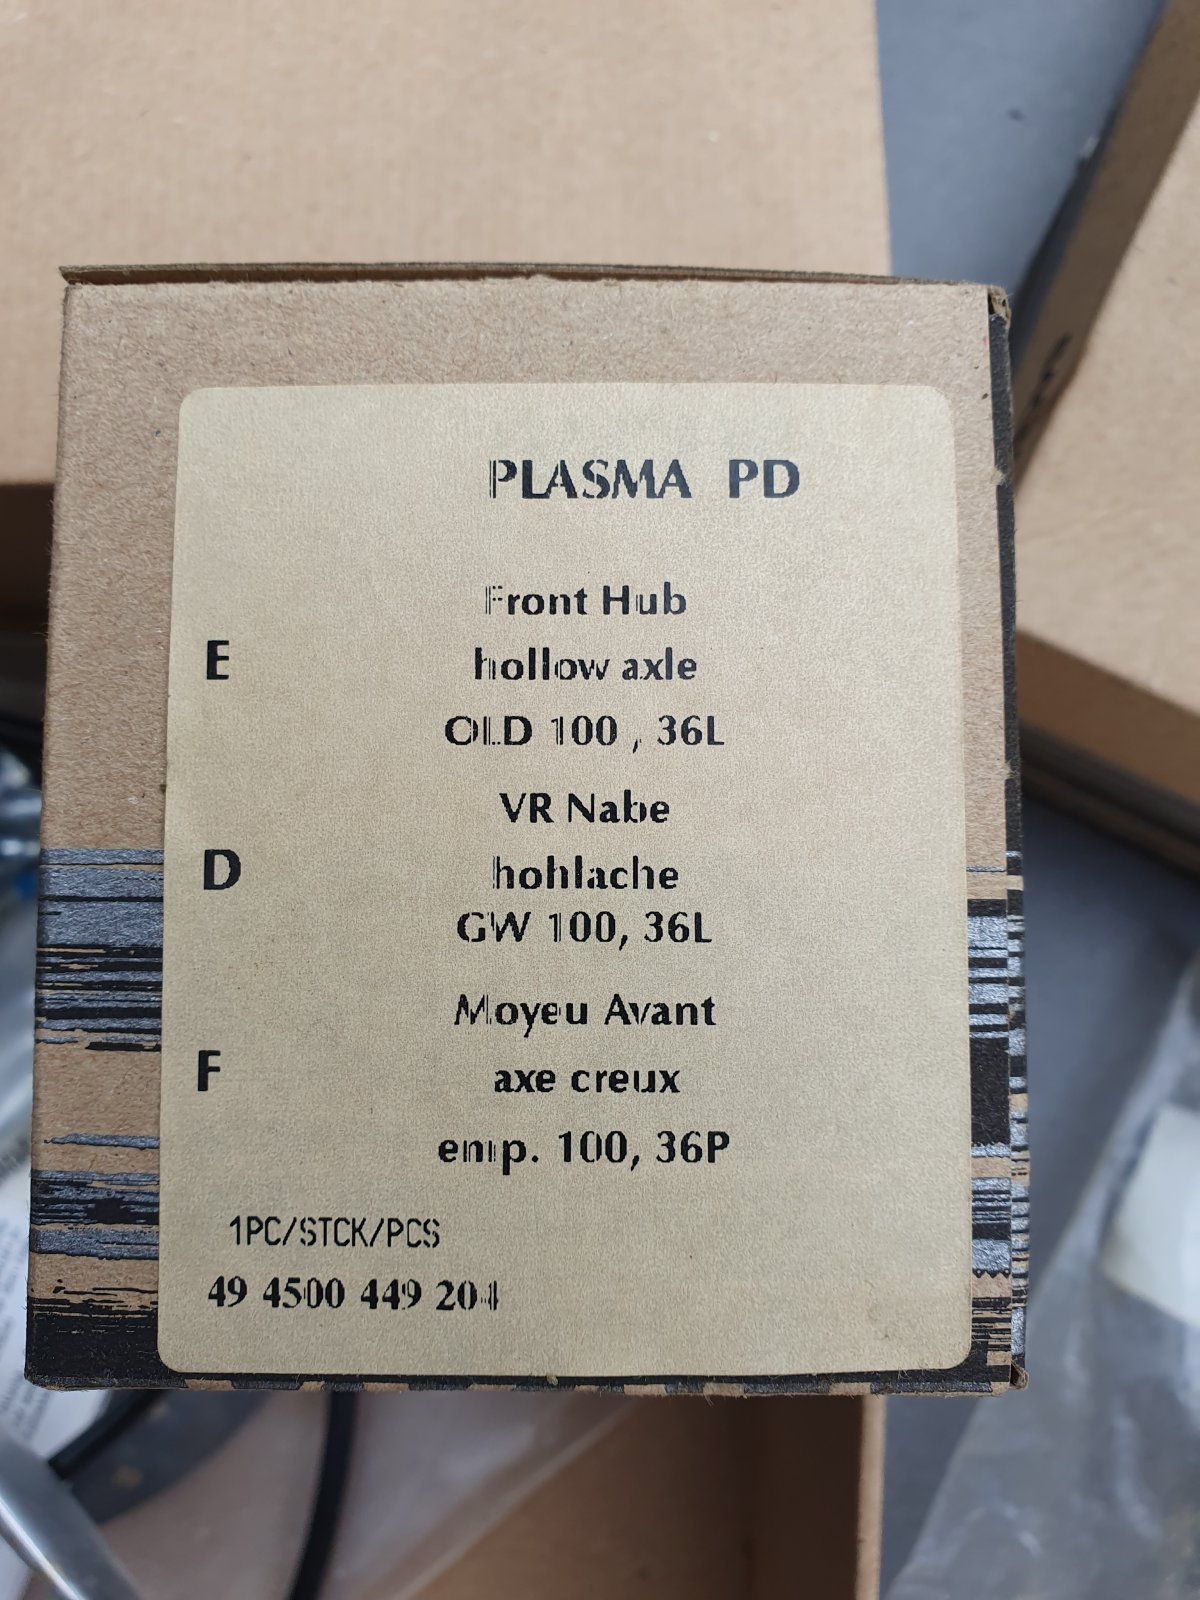 PLASMA PD
Front Hub
E hollow axle
OLD 100 , 36L
VR Nabe
D hohlache
GW 100, 36L
Moyeu Avant
F axe creux
emp. 100, 36P
1PC/STCK/PCS
49 4500 449 204